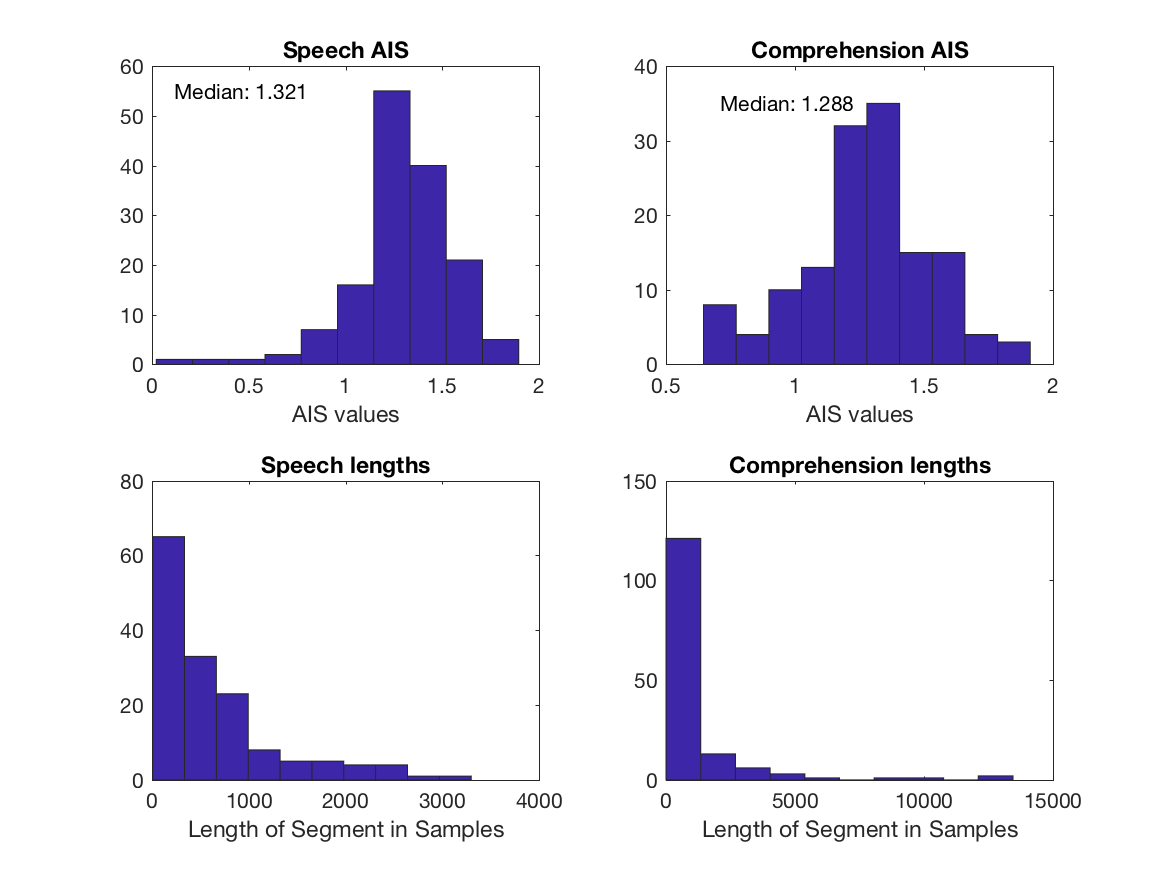 Speech AIS
Median: 1.321
60
50
40
30
20
10
0
0 0.5 1 1.5 2
AIS values
Comprehension AIS
Median: 1.288
40
30
20
10
0
0.5 1 1.5 2
AIS values
Speech lengths
80
60
40
20
0
0 1000 2000 3000 4000
Length of Segment in Samples
Comprehension lengths
150
100
50
0
0 5000 10000 15000
Length of Segment in Samples